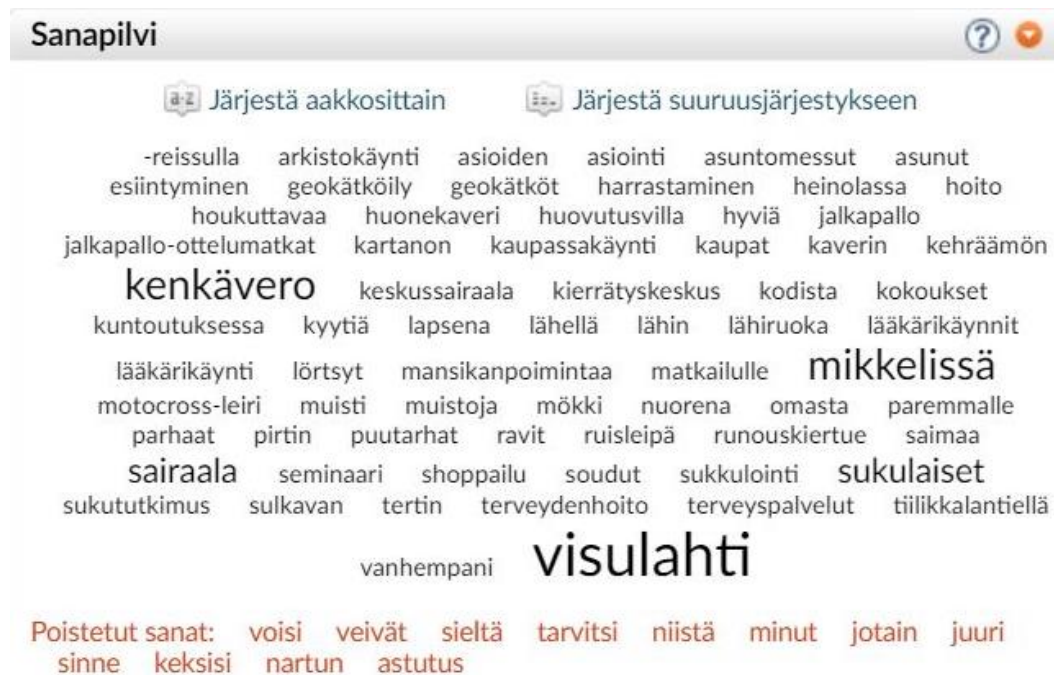 Sanapilvi
Järjestä aakkosittain Järjestä suuruusjärjestykseen
-reissulla arkistokäynti asioiden asiointi asuntomessut asunut
esiintyminen geokätköily geokätköt harrastaminen heinolassa hoito
houkuttavaa huonekaveri huovutusvilla hyviä jalkapallo
jalkapallo-ottelumatkat kartanon kaupassakäynti kaupat kaverin kehräämön
kenkävero keskussairaala kierrätyskeskus kodista kokoukset
kuntoutuksessa kyytiä lapsena lähellä lähin lähiruoka lääkärikäynnit
lääkärikäynti lörtsyt mansikanpoimintaa matkailulle mikkelissä
motocross-leiri muisti muistoja mökki nuorena omasta paremmalle
parhaat pirtin puutarhat ravit ruisleipä runouskiertue saimaa
sairaala seminaari shoppailu soudut sukkulointi sukulaiset
sukututkimus sulkavan tertin terveydenhoito terveyspalvelut tiilikkalantiellä
vanhempani visulahti
Poistetut sanat: voisi veivät sieltä tarvitsi niistä minut jotain juuri
sinne keksisi nartun astutus